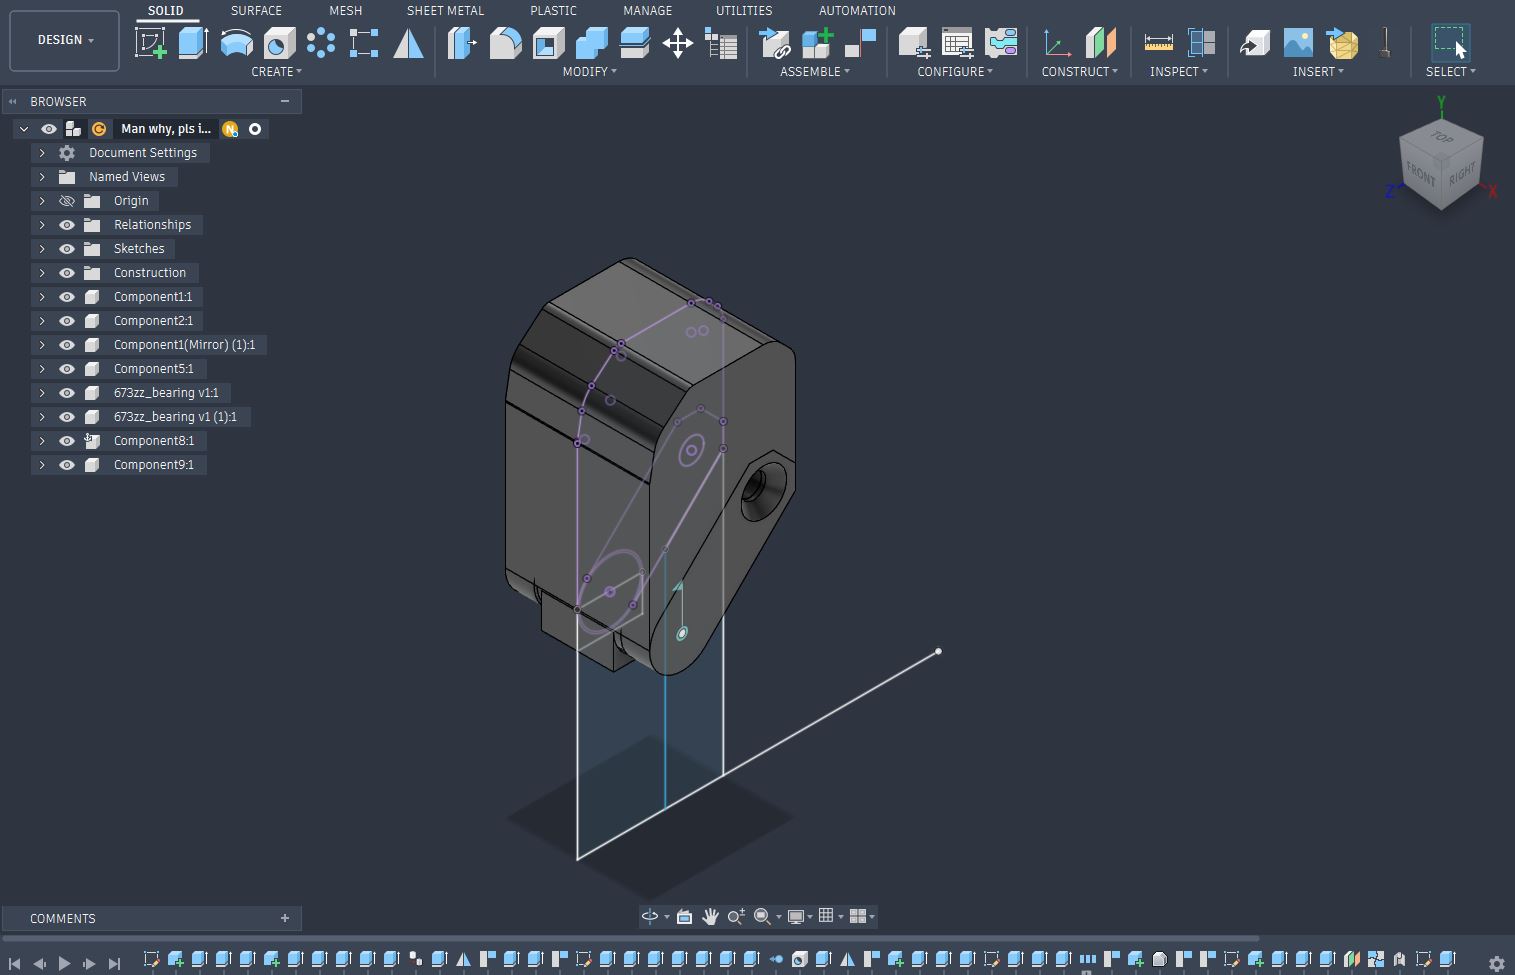 SOLID SURFACE MESH SHEET METAL PLASTIC MANAGE UTILITIES AUTOMATION
DESIGN
CREATE MODIFY ASSEMBLE CONFIGURE CONSTRUCT INSPECT INSERT SELECT
BROWSER
Man why, pls i... N
Document Settings
Named Views
Origin
Relationships
Sketches
Construction
Component1:1
Component2:1
Component1(Mirror) (1):1
Component5:1
673zz_bearing v1:1
673zz_bearing v1 (1):1
Component8:1
Component9:1
Y
TOP
FRONT RIGHT
Z X
COMMENTS